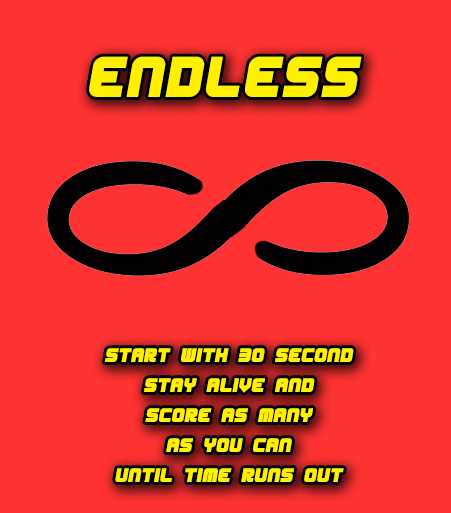 ENDLESS
START WITH 30 SECOND
STAY ALIVE AND
SCORE AS MANY
AS YOU CAN
UNTIL TIME RUNS OUT